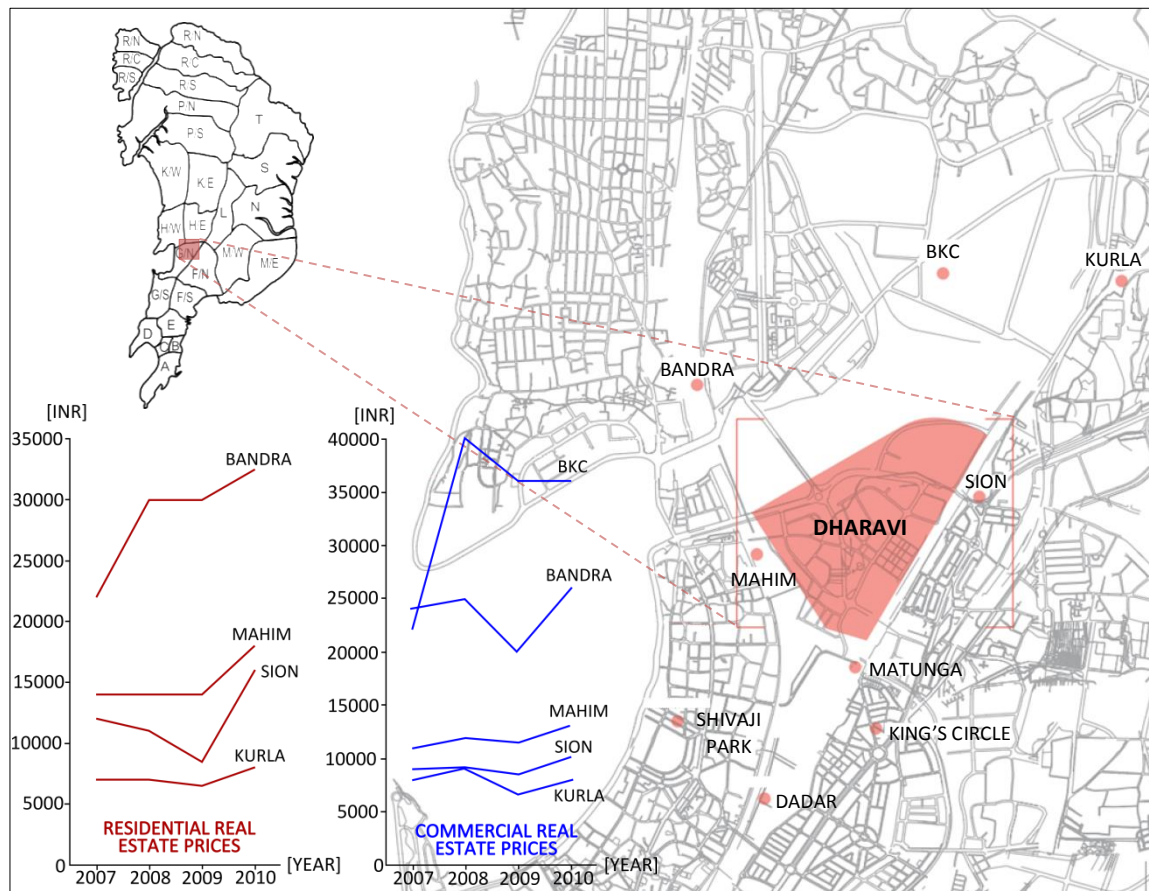 R/N
R/N
R/C
R/C
R/S
R/S
P/N
T
P.S
S
K/W
K.E
N
L
H/W
H.E
G/N
M/W
M/E
F/N
G/S
F/S
E
D
C
B
A
BKC
KURLA
BANDRA
SION
DHARAVI
MAHIM
MATUNGA
SHIVAJI
PARK
KING'S CIRCLE
DADAR
[INR]
35000
30000
25000
20000
15000
10000
5000
0
BANDRA
MAHIM
SION
KURLA
RESIDENTIAL REAL
ESTATE PRICES
2007 2008 2009 2010
[YEAR]
[INR]
40000
35000
30000
25000
20000
15000
10000
5000
0
BKC
BANDRA
MAHIM
SION
KURLA
COMMERCIAL REAL
ESTATE PRICES
2007 2008 2009 2010
[YEAR]